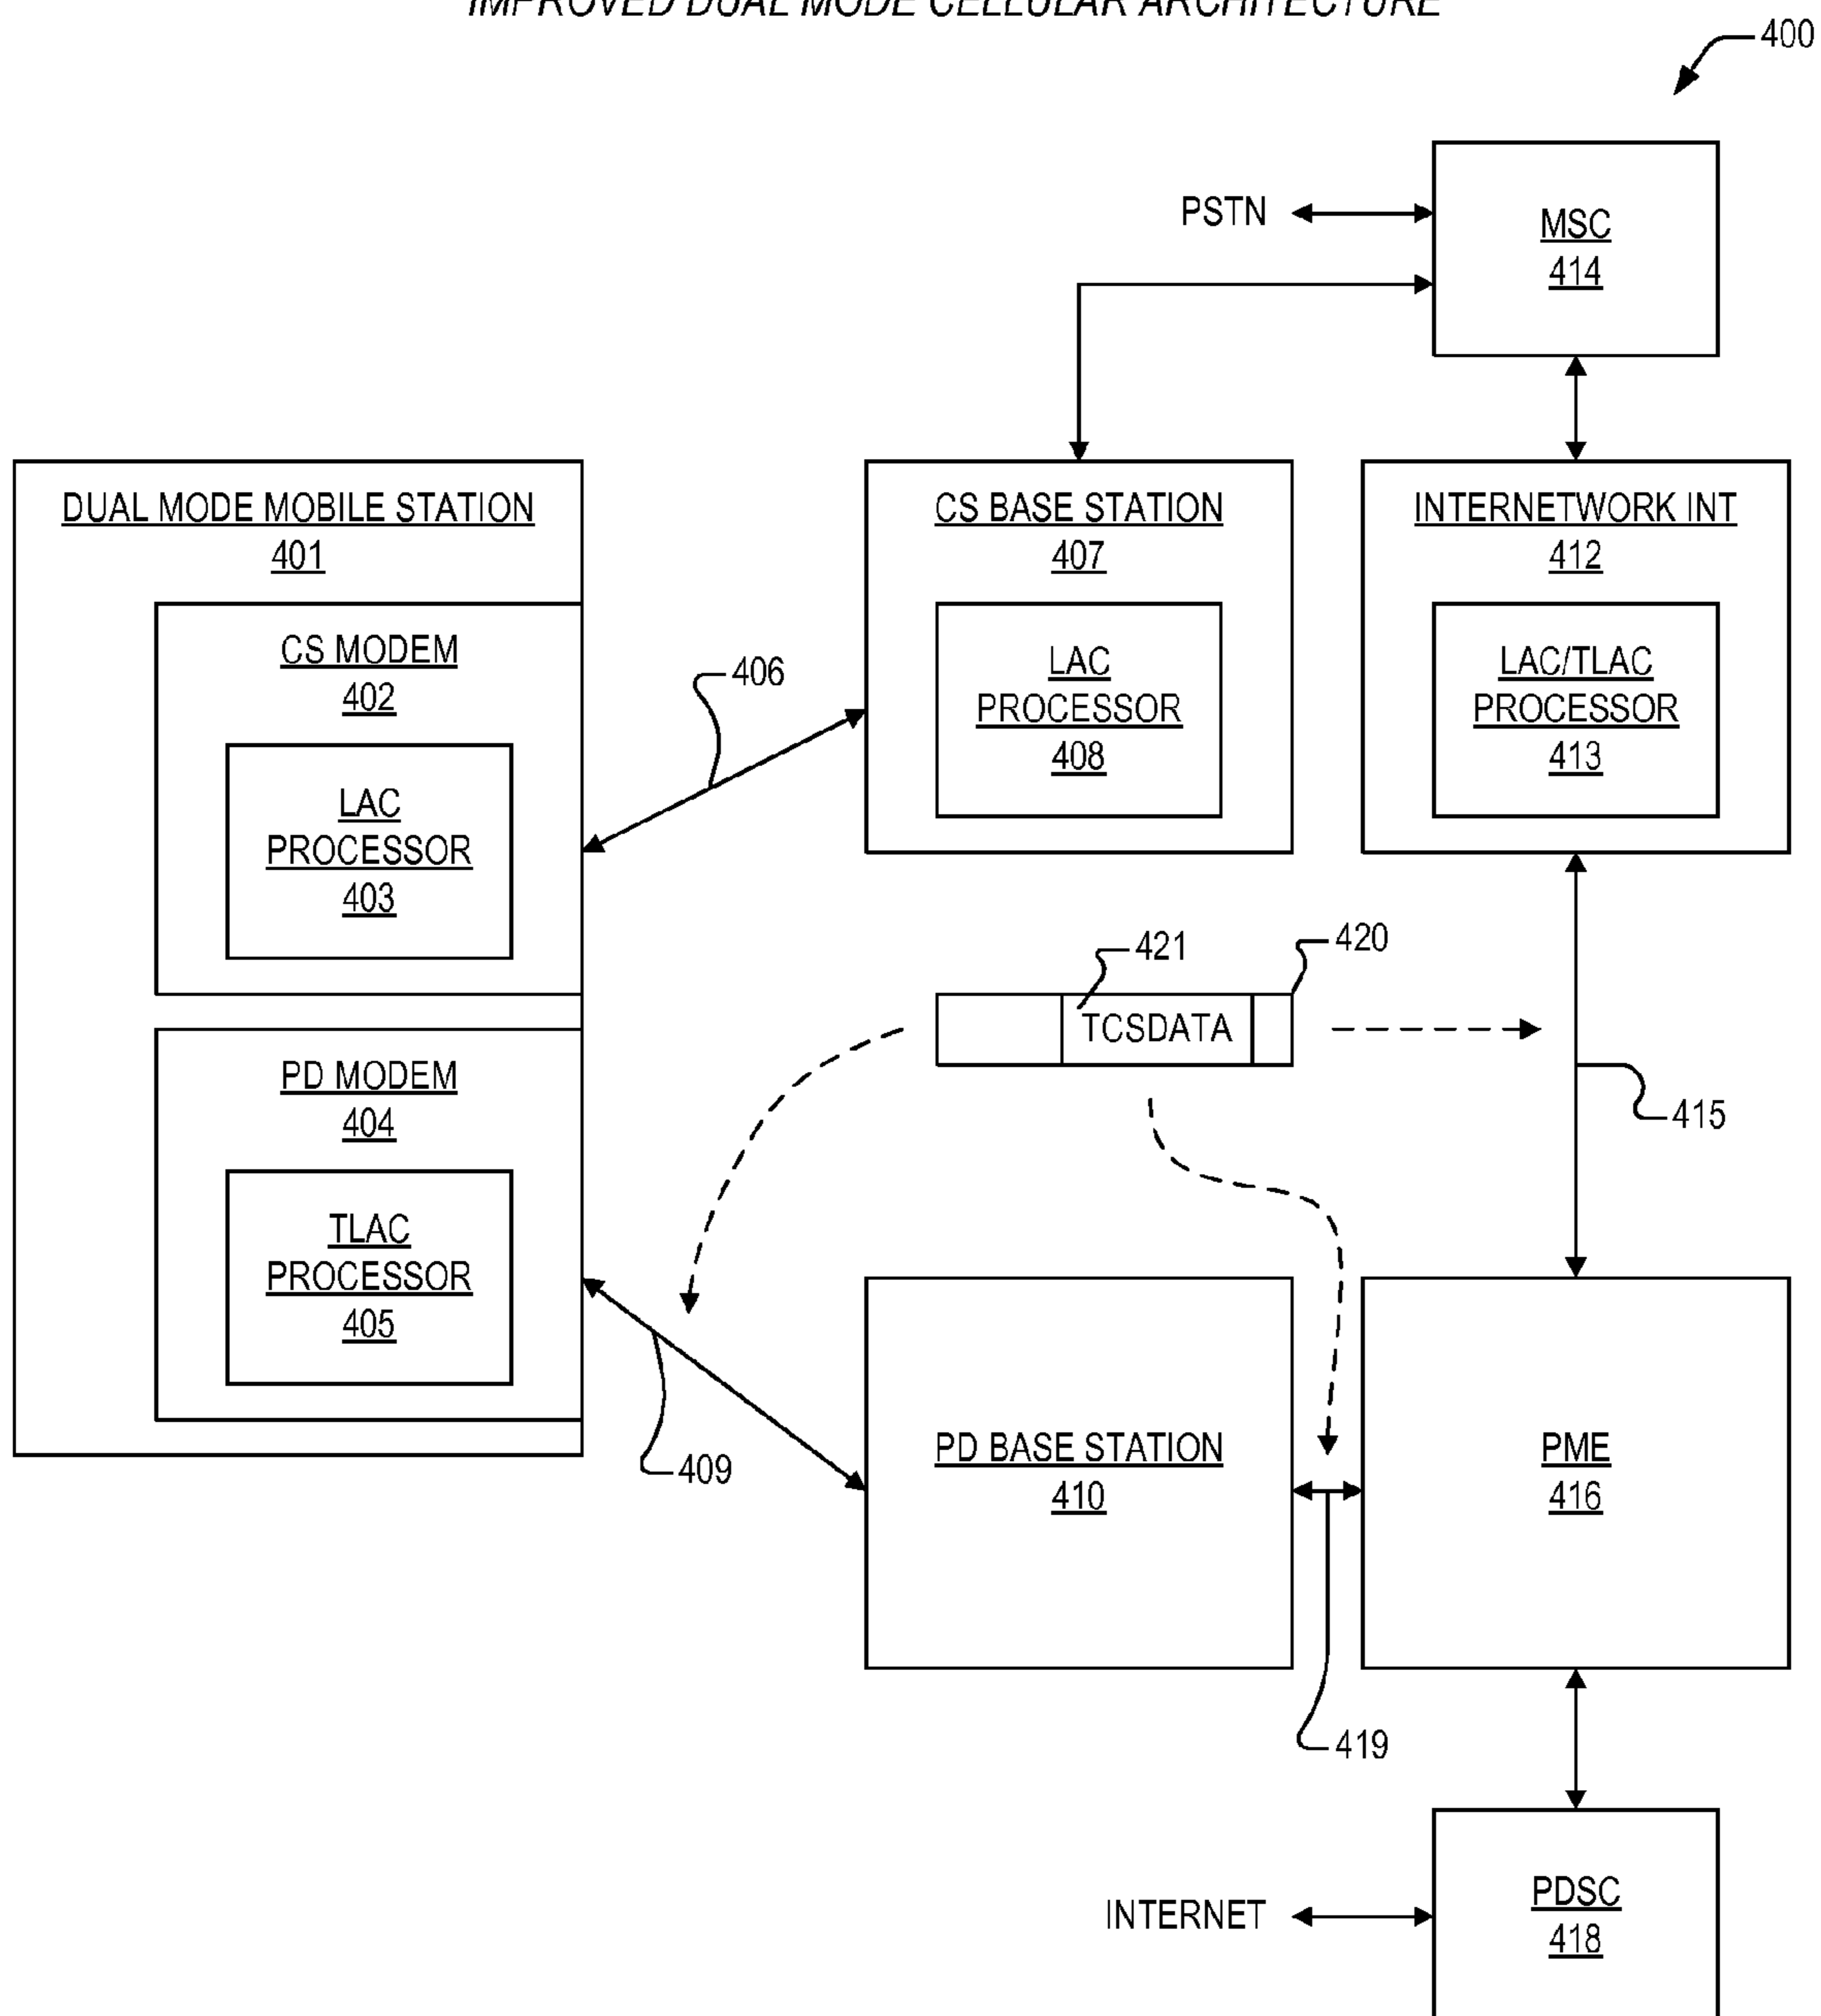 IMPROVED DUAL MODE CELLULAR ARCHITECTURE
400
PSTN
MSC
414
DUAL MODE MOBILE STATION
401
CS MODEM
402
LAC
PROCESSOR
403
406
CS BASE STATION
407
LAC
PROCESSOR
408
INTERNETWORK INT
412
LAC/TLAC
PROCESSOR
413
421
420
TCSDATA
415
PD MODEM
404
TLAC
PROCESSOR
405
409
PD BASE STATION
410
PME
416
419
INTERNET
PDSC
418